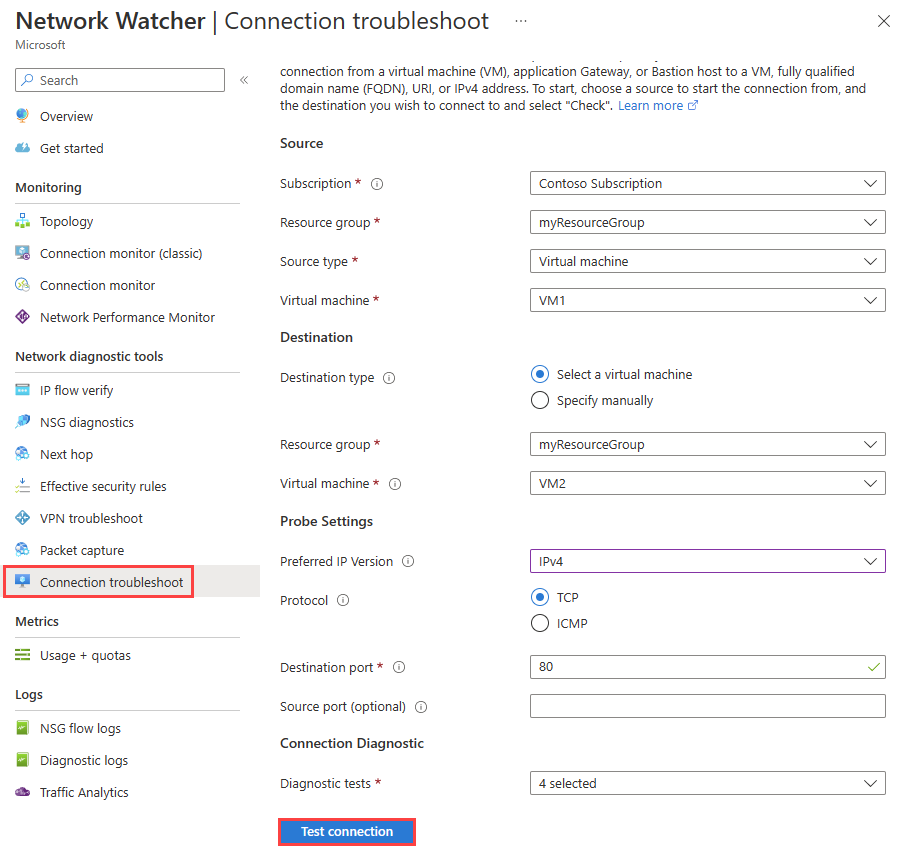 Network Watcher | Connection troubleshoot ...
Microsoft
Search
«
Overview
Get started
Monitoring
Topology
Connection monitor (classic)
Connection monitor
Network Performance Monitor
Network diagnostic tools
IP flow verify
NSG diagnostics
Next hop
Effective security rules
VPN troubleshoot
Packet capture
Connection troubleshoot
Metrics
Usage + quotas
Logs
NSG flow logs
Diagnostic logs
Traffic Analytics
connection from a virtual machine (VM), application Gateway, or Bastion host to a VM, fully qualified
domain name (FQDN), URI, or IPv4 address. To start, choose a source to start the connection from, and
the destination you wish to connect to and select "Check". Learn more
Source
Subscription * Contoso Subscription
Resource group * myResourceGroup
Source type * Virtual machine
Virtual machine * VM1
Destination
Destination type Select a virtual machine
Specify manually
Resource group * myResourceGroup
Virtual machine * VM2
Probe Settings
Preferred IP Version IPv4
Protocol TCP
ICMP
Destination port * 80
Source port (optional)
Connection Diagnostic
Diagnostic tests * 4 selected
Test connection